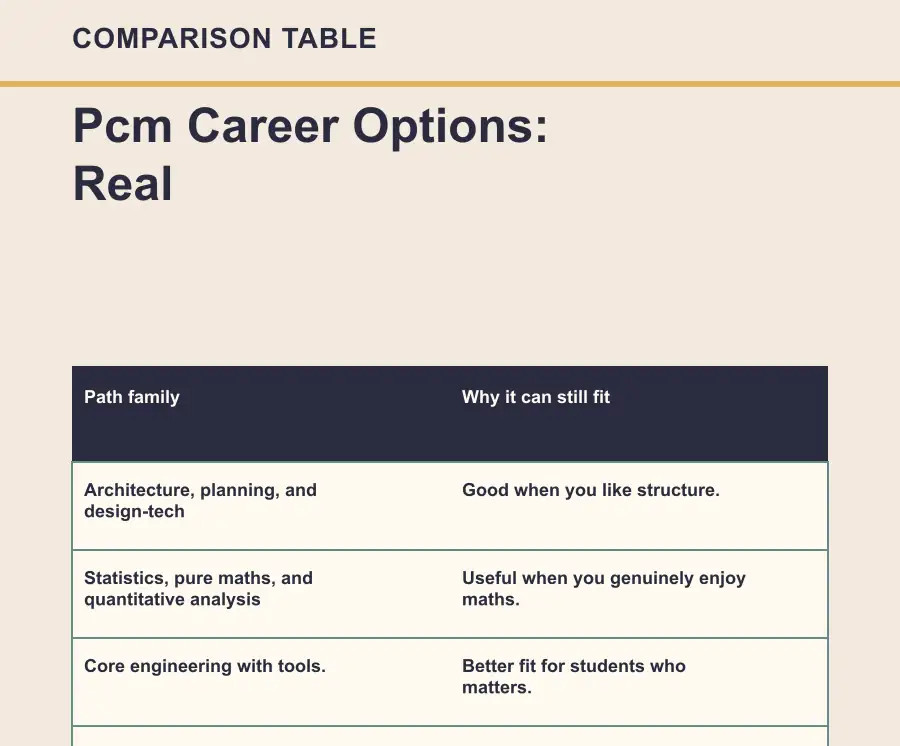 COMPARISON TABLE
Pcm Career Options:
Real
Path family
Why it can still fit
Architecture, planning, and
design-tech
Good when you like structure.
Statistics, pure maths, and
quantitative analysis
Useful when you genuinely enjoy
maths.
Core engineering with tools.
Better fit for students who
matters.